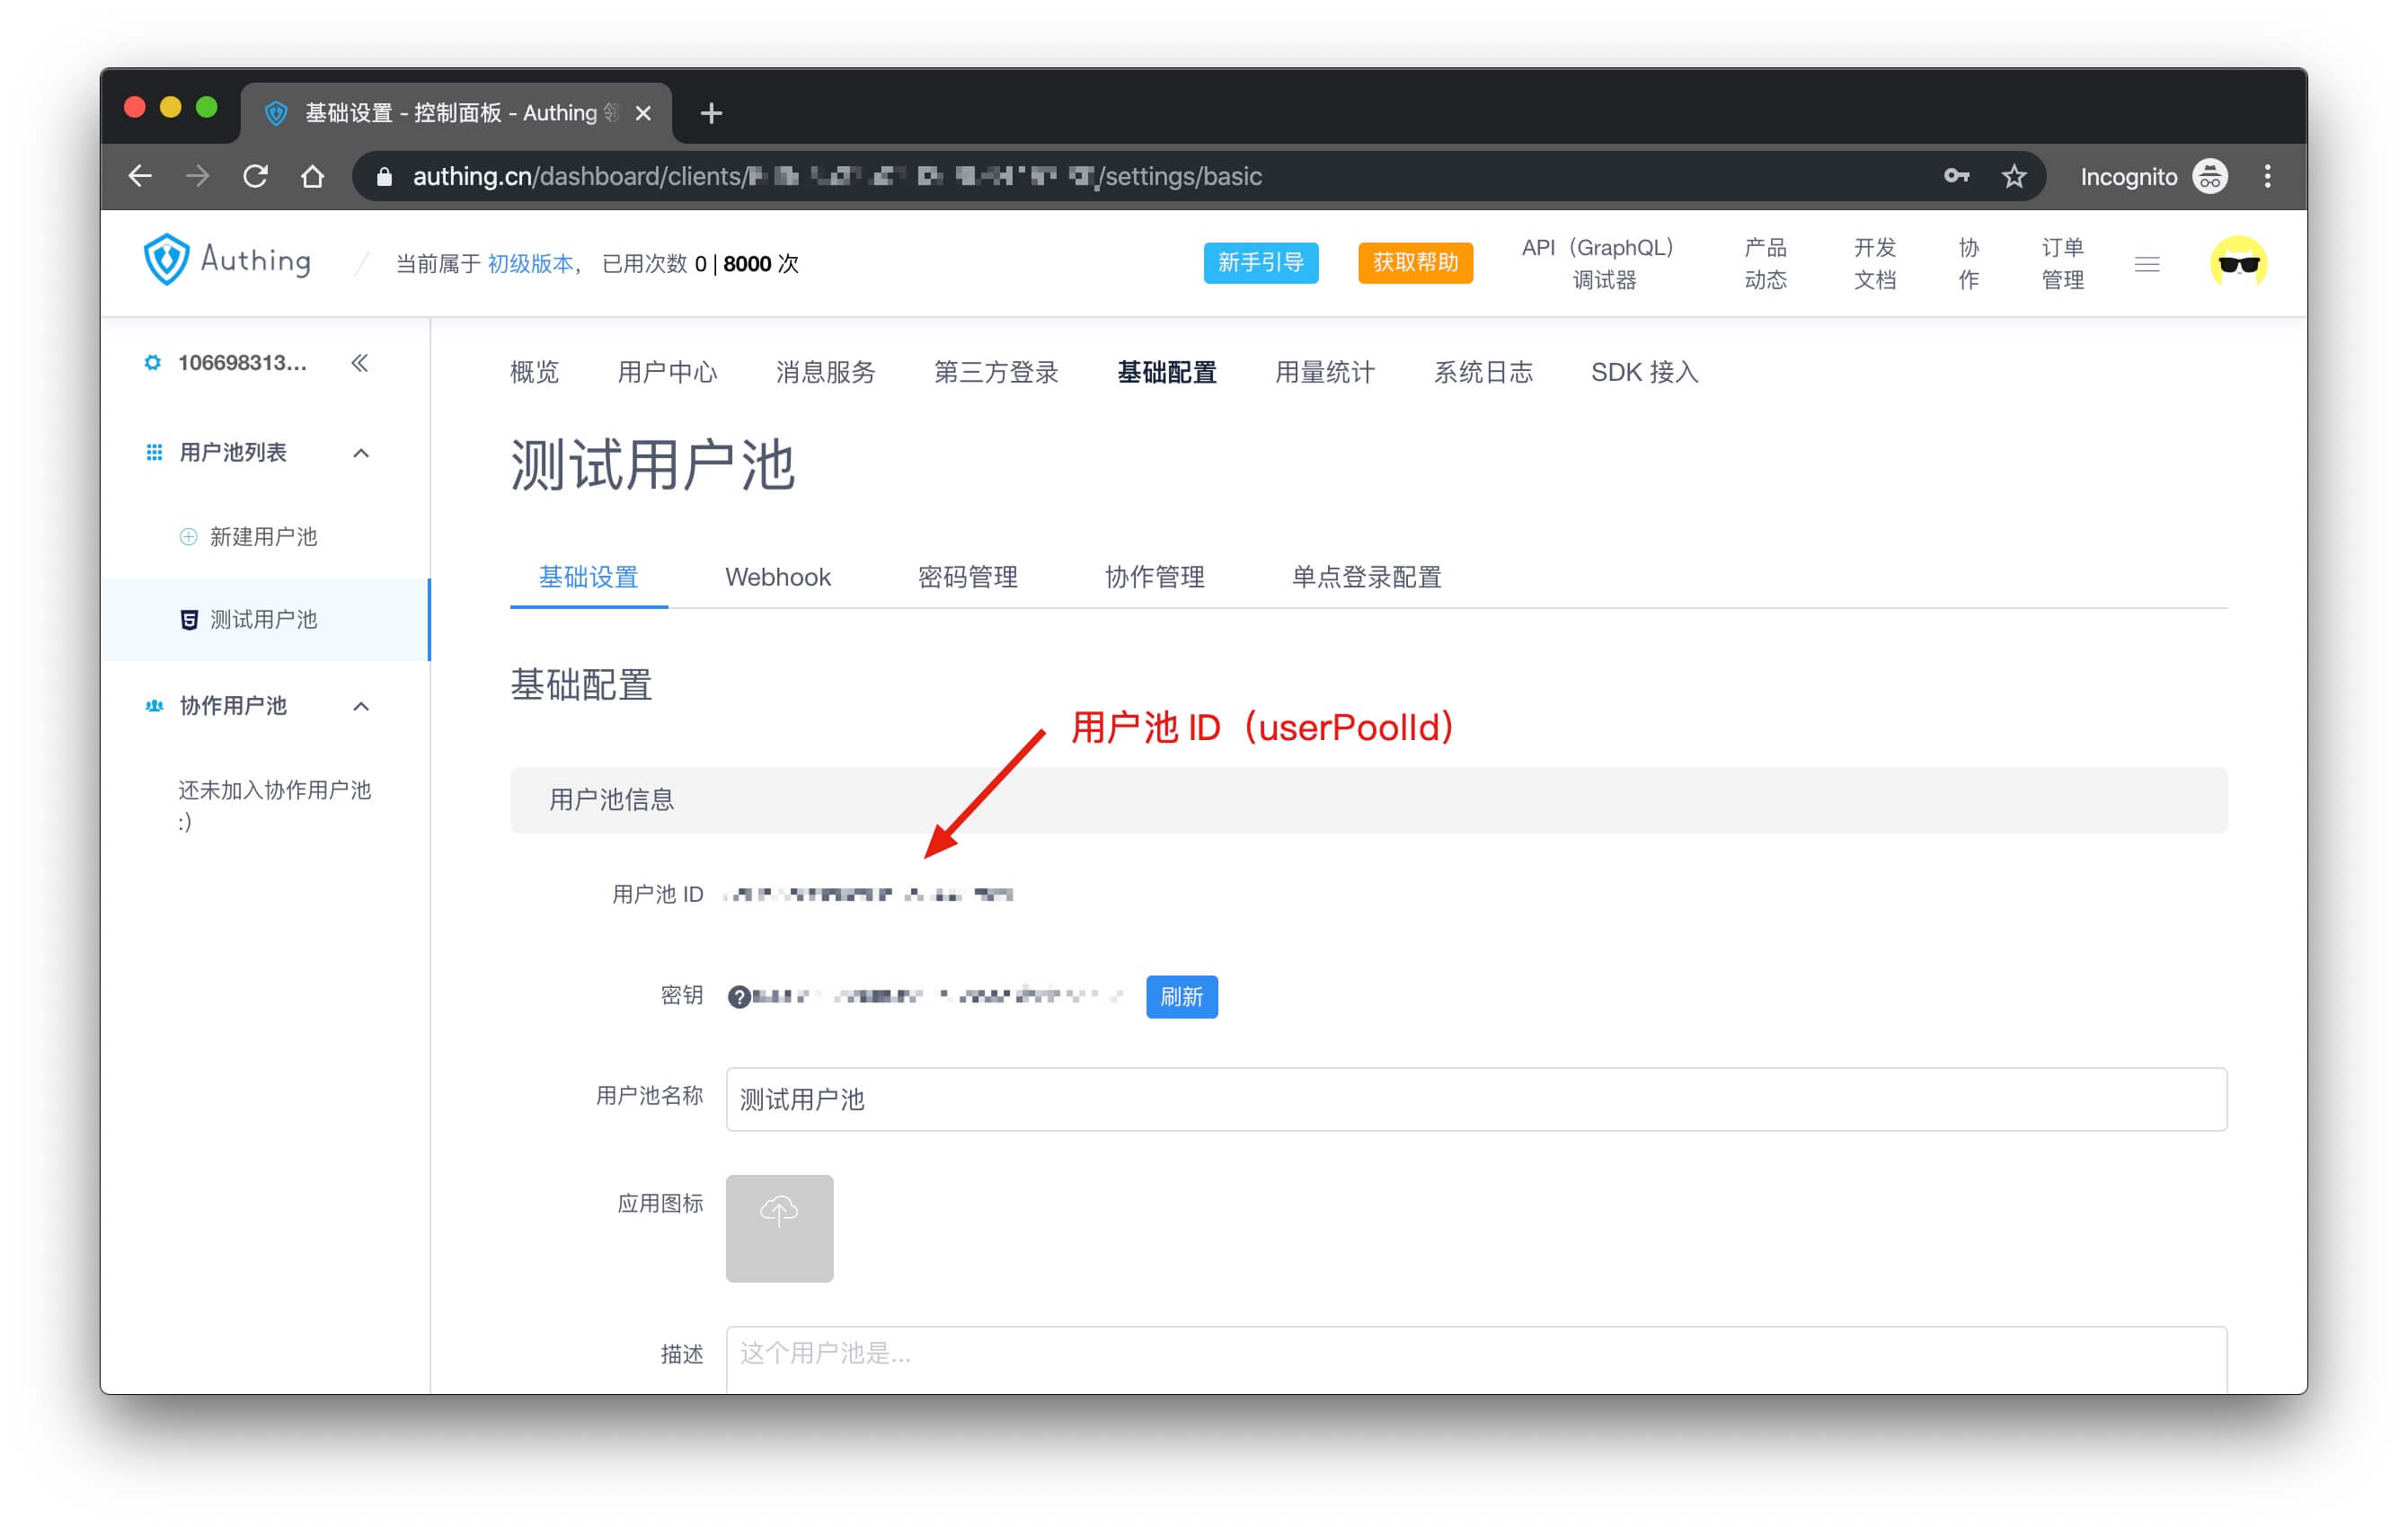 基础设置 - 控制面板 - Authing
authing.cn/dashboard/clients/
/settings/basic
Incognito
Authing
当前属于 初级版本， 已用次数 0 | 8000 次
新手引导
获取帮助
API（GraphQL）
调试器
产品
动态
开发
文档
协
作
订单
管理
106698313...
用户池列表
新建用户池
测试用户池
协作用户池
还未加入协作用户池
:)
概览 用户中心 消息服务 第三方登录 基础配置 用量统计 系统日志 SDK 接入
测试用户池
基础设置 Webhook 密码管理 协作管理 单点登录配置
基础配置
用户池 ID（userPoolId）
用户池信息
用户池 ID
密钥
刷新
用户池名称
测试用户池
应用图标
描述
这个用户池是...